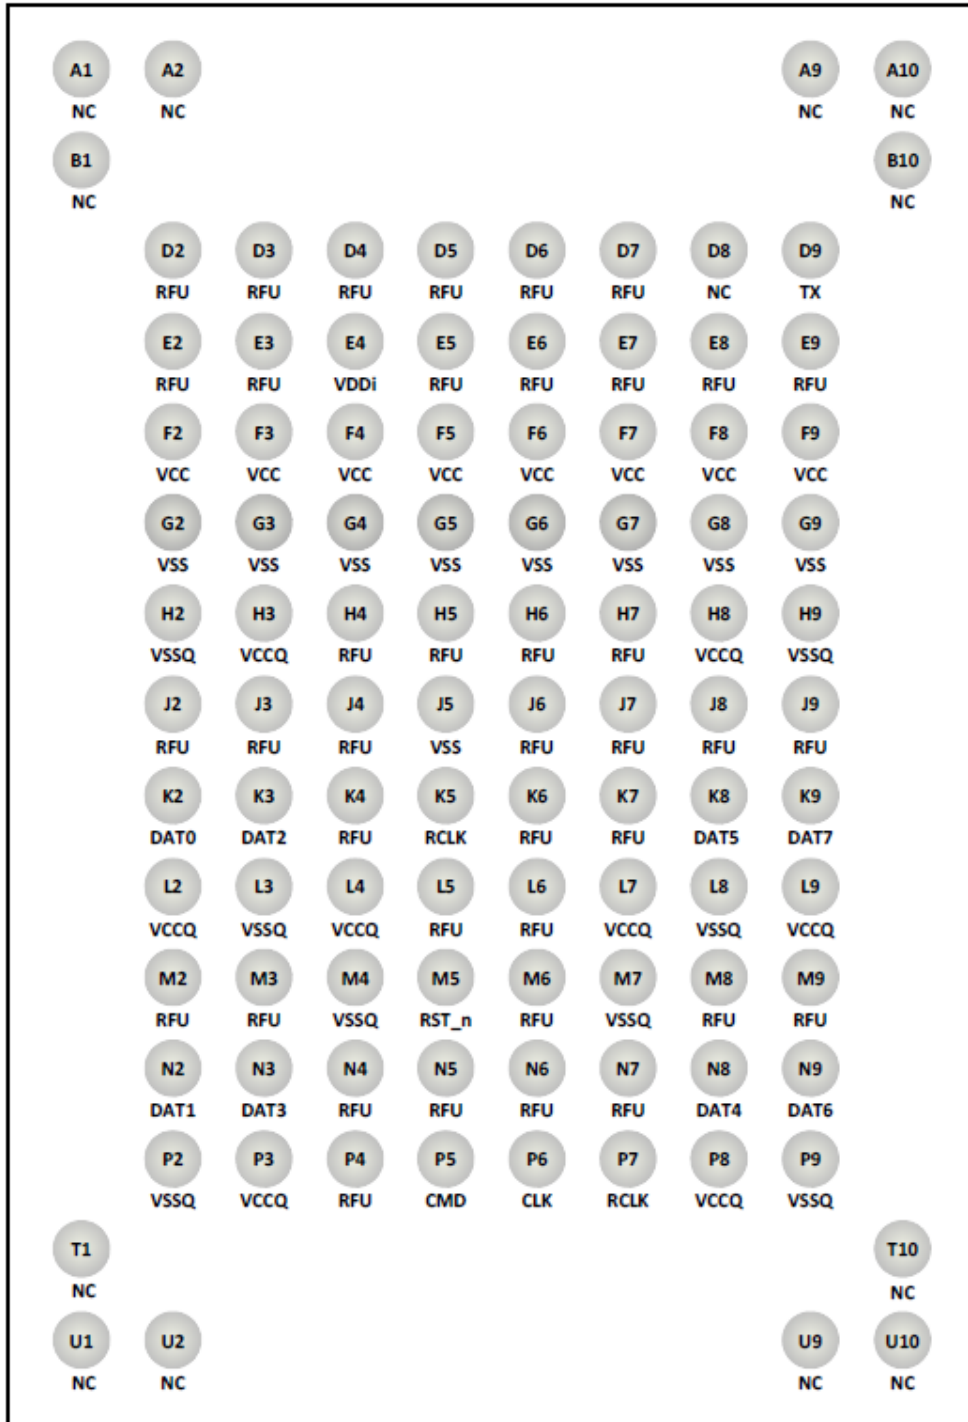 A1 A2 A9 A10
NC NC NC NC
B1 B10
NC NC
D2 D3 D4 D5 D6 D7 D8 D9
RFU RFU RFU RFU RFU RFU NC TX
E2 E3 E4 E5 E6 E7 E8 E9
RFU RFU VDDi RFU RFU RFU RFU RFU
F2 F3 F4 F5 F6 F7 F8 F9
VCC VCC VCC VCC VCC VCC VCC VCC
G2 G3 G4 G5 G6 G7 G8 G9
VSS VSS VSS VSS VSS VSS VSS VSS
H2 H3 H4 H5 H6 H7 H8 H9
VSSQ VCCQ RFU RFU RFU RFU VCCQ VSSQ
J2 J3 J4 J5 J6 J7 J8 J9
RFU RFU RFU VSS RFU RFU RFU RFU
K2 K3 K4 K5 K6 K7 K8 K9
DAT0 DAT2 RFU RCLK RFU RFU DAT5 DAT7
L2 L3 L4 L5 L6 L7 L8 L9
VCCQ VSSQ VCCQ RFU RFU VCCQ VSSQ VCCQ
M2 M3 M4 M5 M6 M7 M8 M9
RFU RFU VSSQ RST_n RFU VSSQ RFU RFU
N2 N3 N4 N5 N6 N7 N8 N9
DAT1 DAT3 RFU RFU RFU RFU DAT4 DAT6
P2 P3 P4 P5 P6 P7 P8 P9
VSSQ VCCQ RFU CMD CLK RCLK VCCQ VSSQ
T1 T10
NC NC
U1 U2 U9 U10
NC NC NC NC